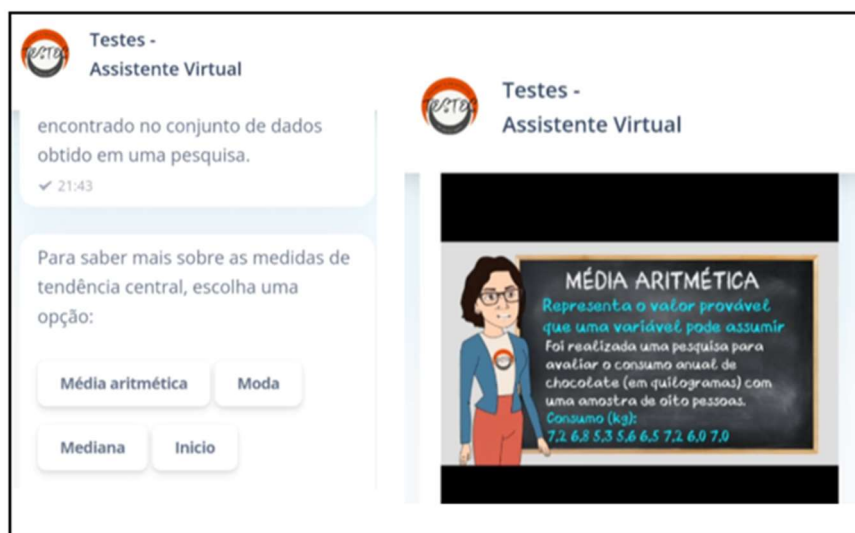 TESTES
Testes -
Assistente Virtual
encontrado no conjunto de dados
obtido em uma pesquisa.
21:43
Para saber mais sobre as medidas de
tendência central, escolha uma
opção:
Média aritmética
Moda
Mediana
Inicio
TESTES
Testes -
Assistente Virtual
MÉDIA ARITMÉTICA
Representa o valor provável
que uma variável pode assumir
Foi realizada uma pesquisa para
avaliar o consumo anual de
chocolate (em quilogramas) com
uma amostra de oito pessoas.
Consumo (kg):
7,2 6,8 5,3 5,6 6,5 7,2 6,0 7,0